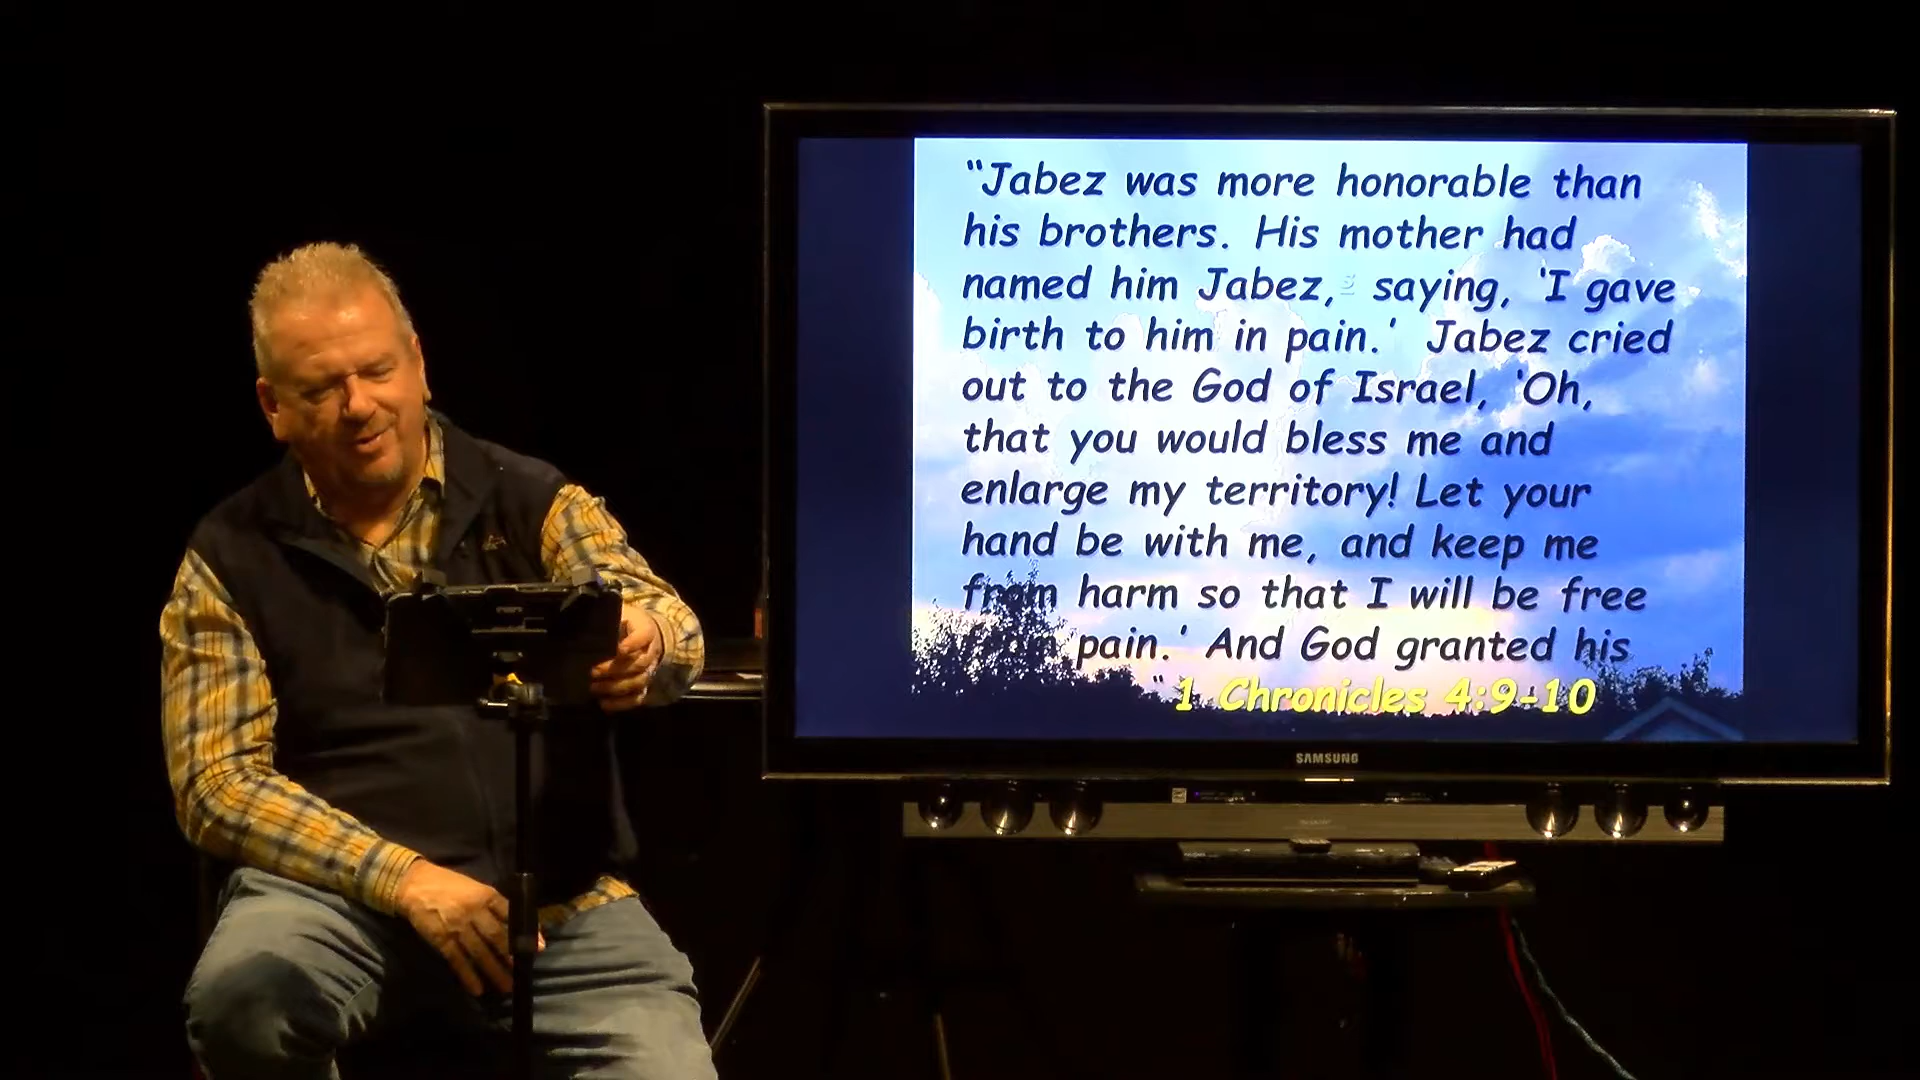 “Jabez was more honorable than
his brothers. His mother had
named him Jabez, saying, ‘I gave
birth to him in pain.’ Jabez cried
out to the God of Israel, ‘Oh,
that you would bless me and
enlarge my territory! Let your
hand be with me, and keep me
from harm so that I will be free
from pain.’ And God granted his
” 1 Chronicles 4:9-10
SAMSUNG